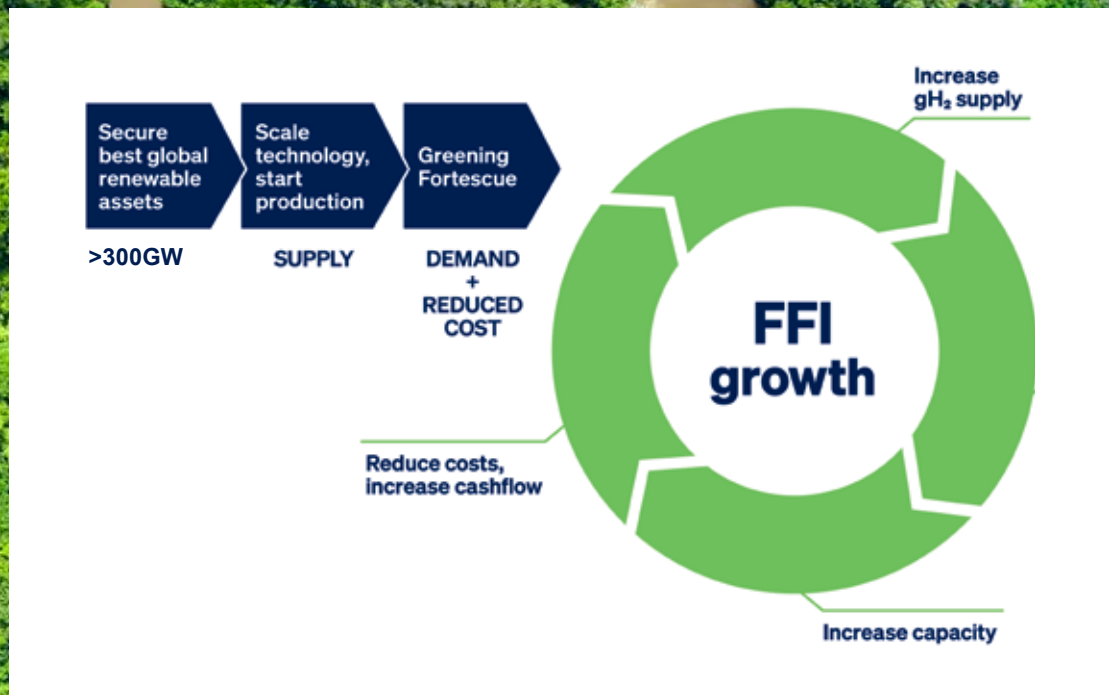 Secure
best global
renewable
assets
Scale
technology,
start
production
Greening
Fortescue
>300GW
SUPPLY
DEMAND
+
REDUCED
COST
Increase
gH₂ supply
FFI
growth
Reduce costs,
increase cashflow
Increase capacity